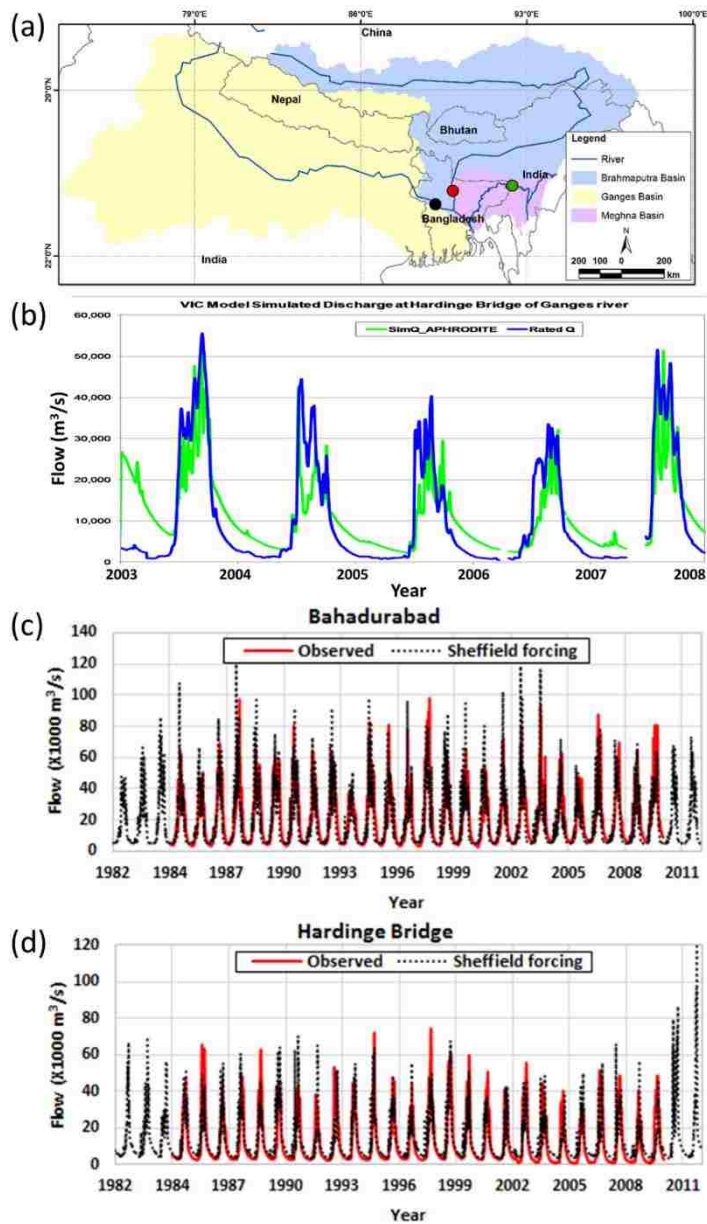 (a)
79°0'E 86°0'E 93°0'E 100°0'E
China
29°0'N
Nepal
Bhutan
India
Bangladesh
22°0'N
India
Legend
River
Brahmaputra Basin
Ganges Basin
Meghna Basin
N
200 100 0 200
km
(b)
VIC Model Simulated Discharge at Hardinge Bridge of Ganges river
SimQ_APHRODITE Rated Q
60,000
50,000
40,000
30,000
20,000
10,000
0
Flow (m³/s)
2003 2004 2005 2006 2007 2008
Year
(c)
Bahadurabad
Observed Sheffield forcing
140
120
100
80
60
40
20
0
Flow (X1000 m³/s)
1982 1984 1987 1990 1993 1996 1999 2002 2005 2008 2011
Year
(d)
Hardinge Bridge
Observed Sheffield forcing
120
100
80
60
40
20
0
Flow (X1000 m³/s)
1982 1984 1987 1990 1993 1996 1999 2002 2005 2008 2011
Year